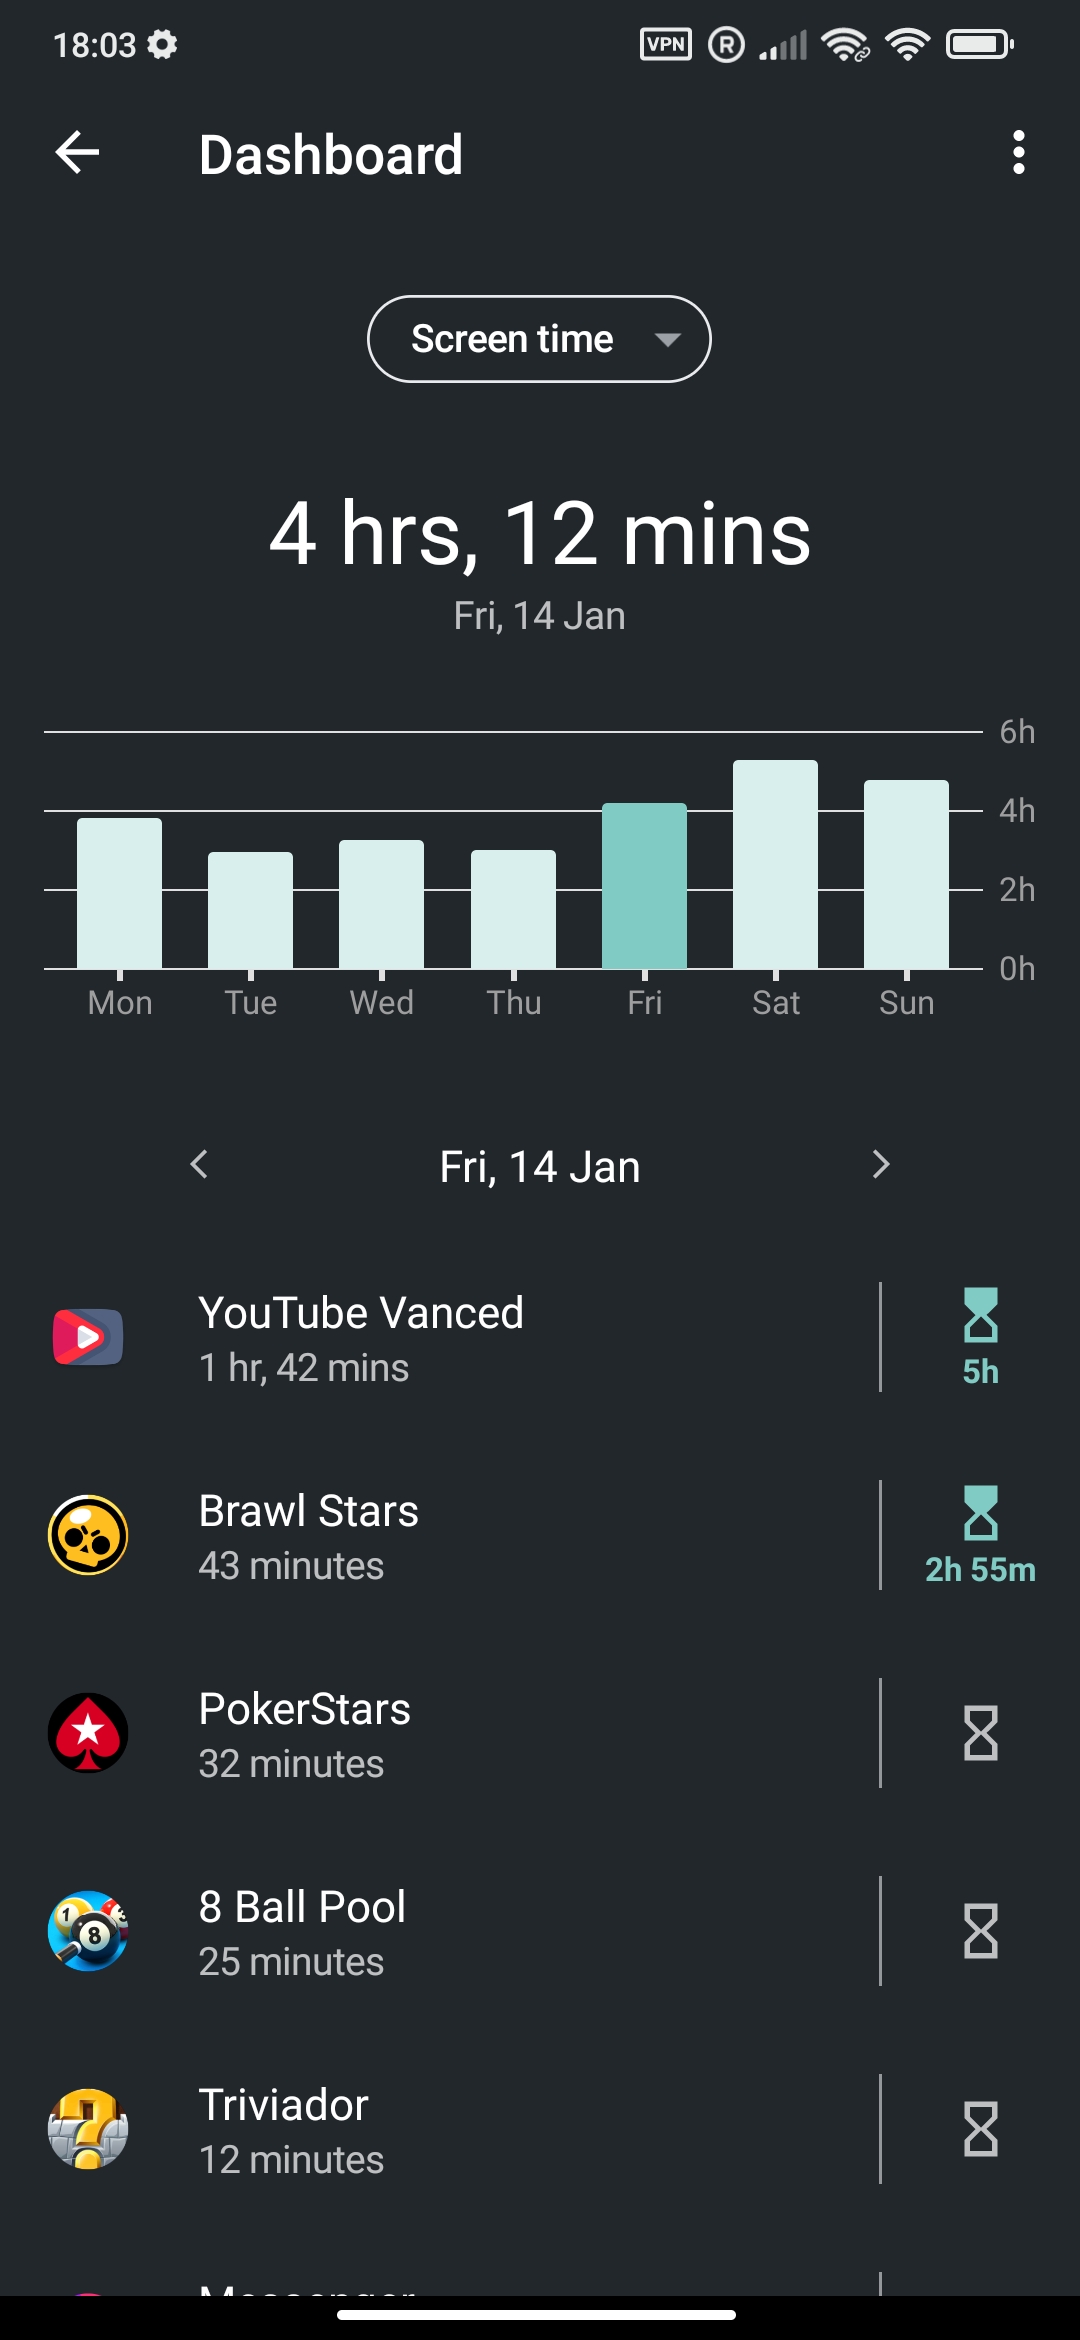 18:03 VPN R
Dashboard
Screen time
4 hrs, 12 mins
Fri, 14 Jan
6h
4h
2h
0h
Mon Tue Wed Thu Fri Sat Sun
Fri, 14 Jan
YouTube Vanced
1 hr, 42 mins
5h
Brawl Stars
43 minutes
2h 55m
PokerStars
32 minutes
8 Ball Pool
25 minutes
Triviador
12 minutes
Messenger